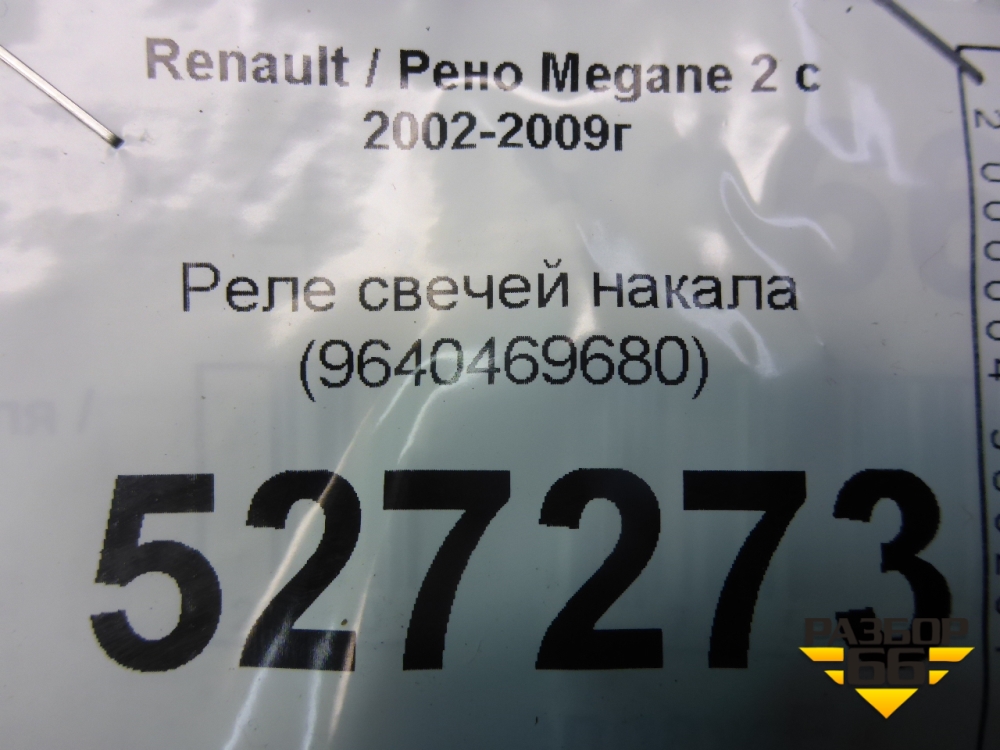 Renault / Рено Megane 2 с
2002-2009г
Реле свечей накала
(9640469680)
527273
РАЗБОР
66